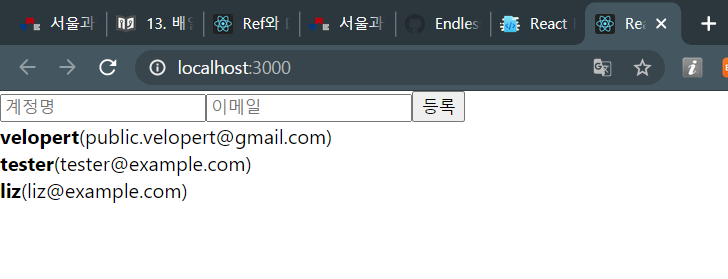 서울과
13. 배열
Ref와
서울과
Endles
React
Rea
localhost:3000
계정명
이메일
등록
velopert(public.velopert@gmail.com)
tester(tester@example.com)
liz(liz@example.com)